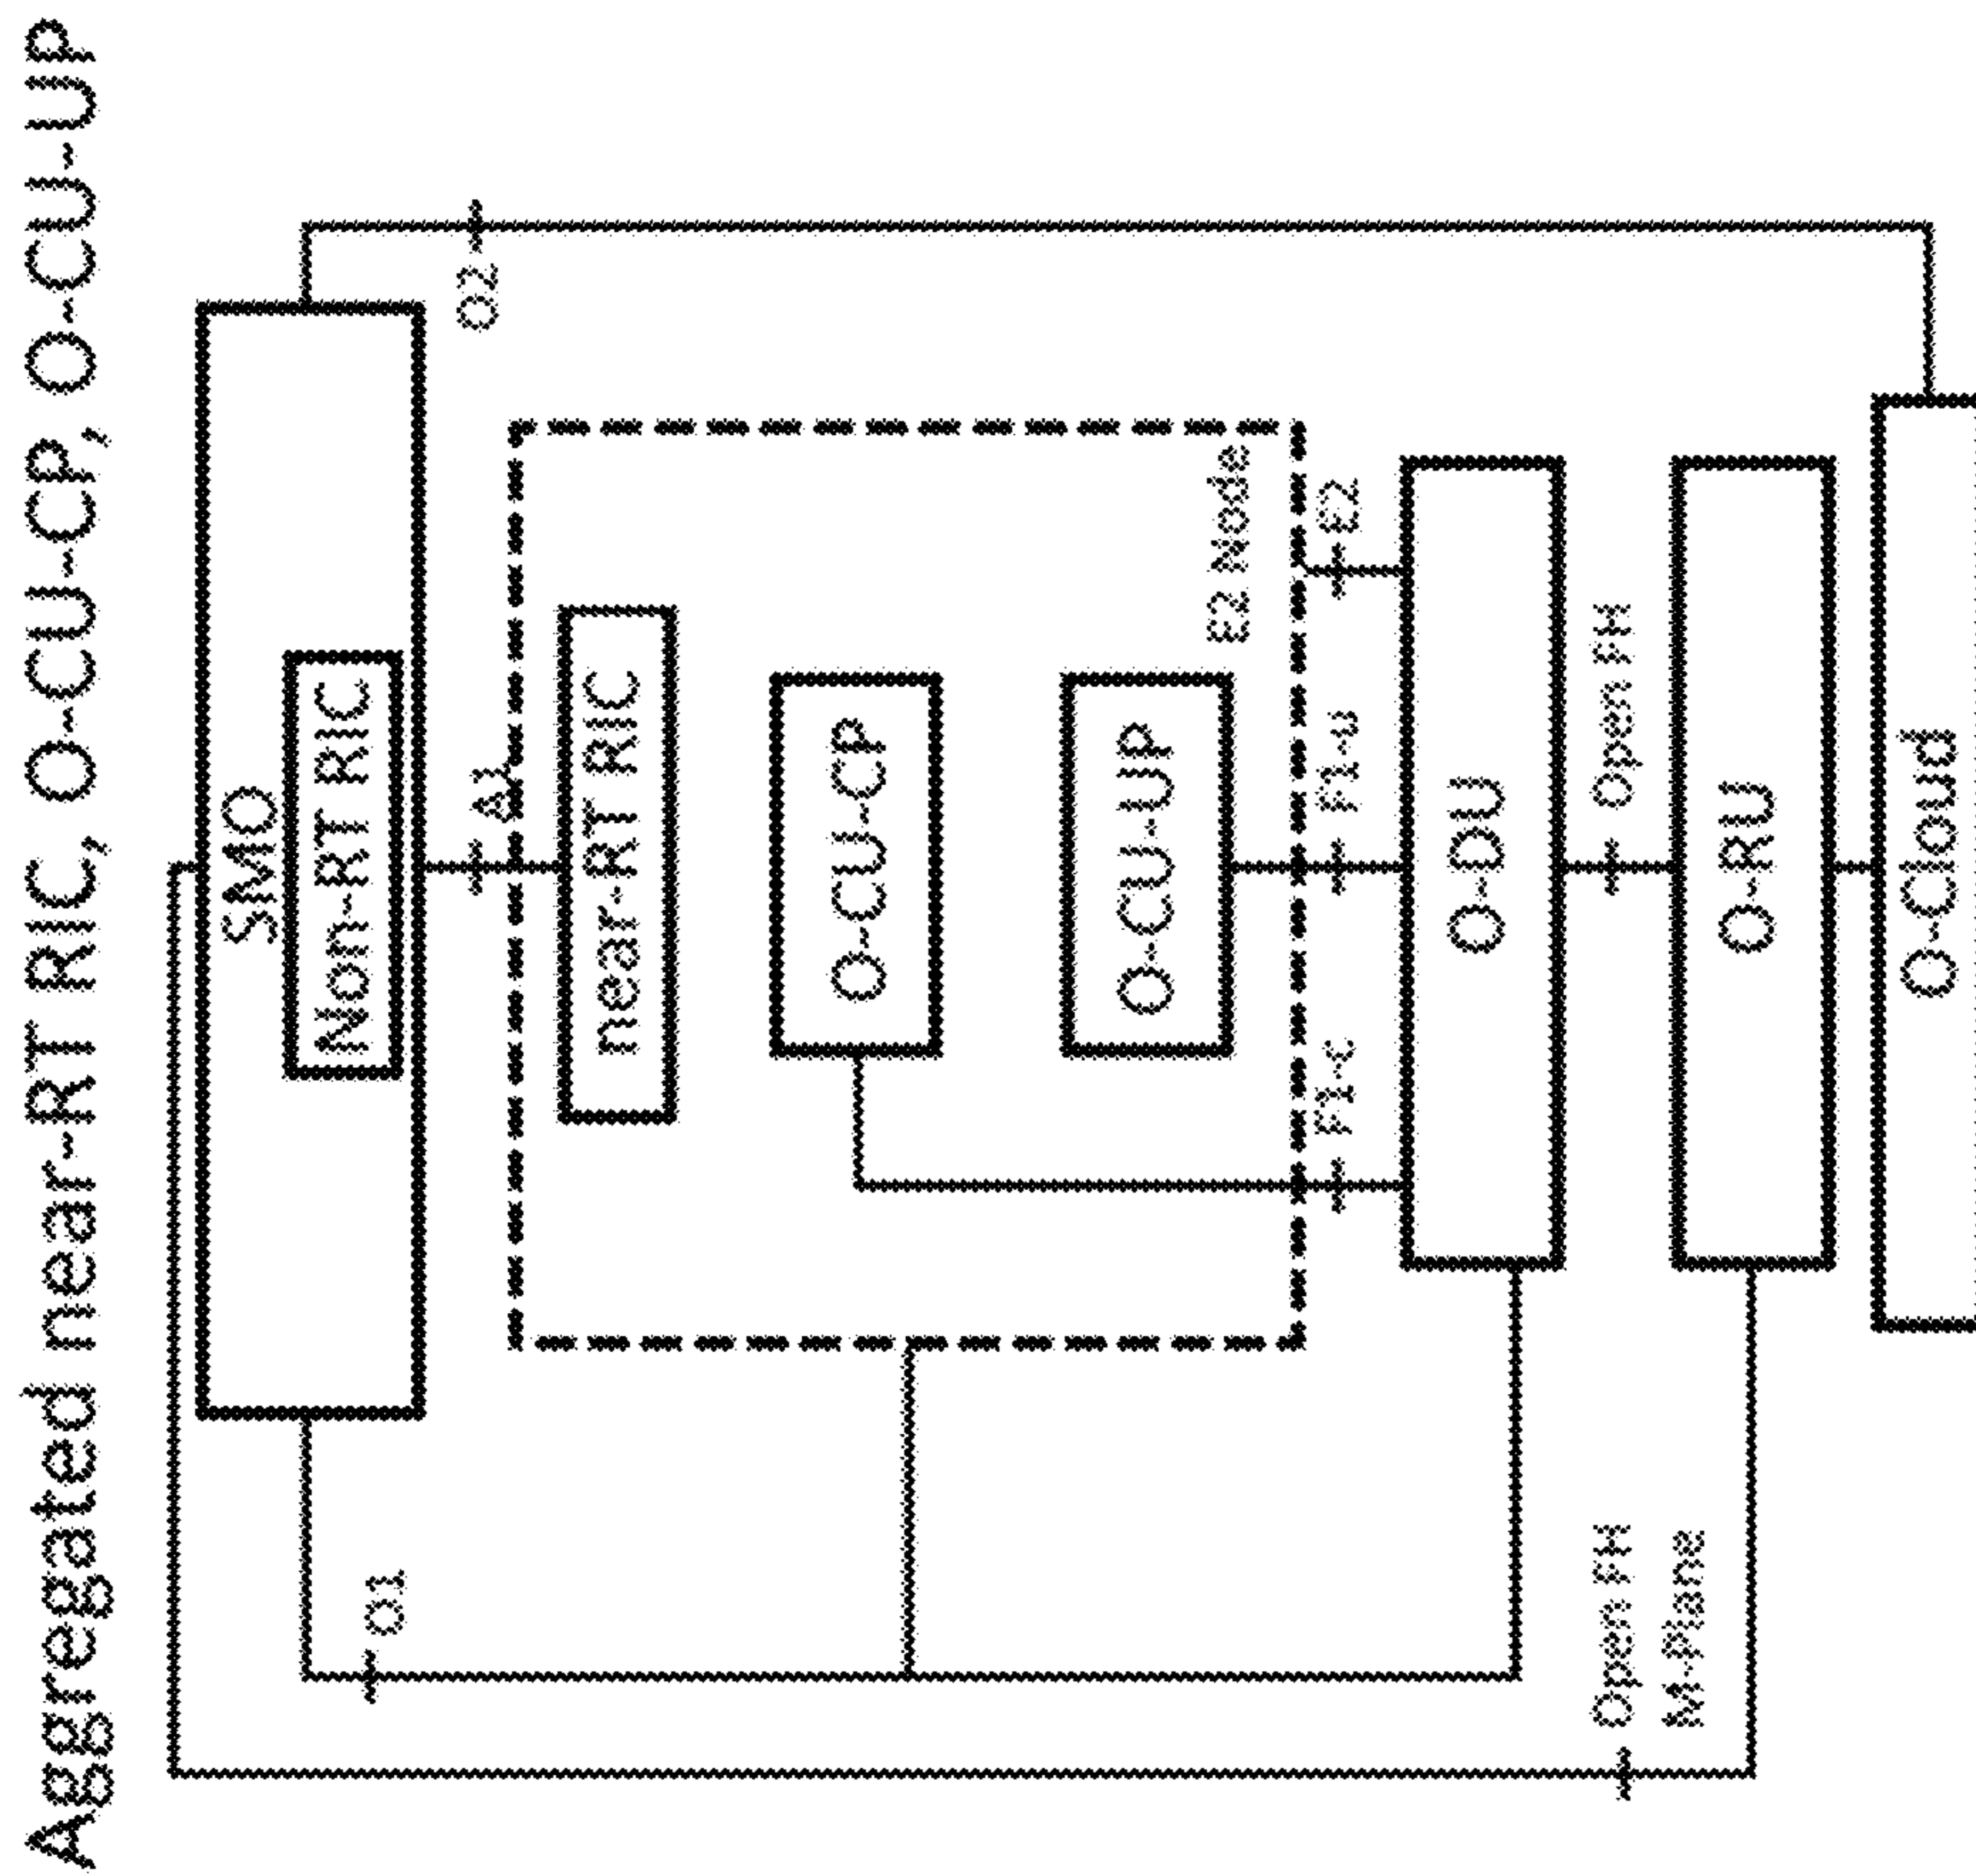 Aggregated near-RT RIC, O-CU-CP, O-CU-UP
SMO
Non-RT RIC
O1
O2
A1
near-RT RIC
O-CU-CP
O-CU-UP
E2 Node
F1-c
F1-u
E2
O-DU
Open FH
Open FH
M-Plane
O-RU
O-Cloud